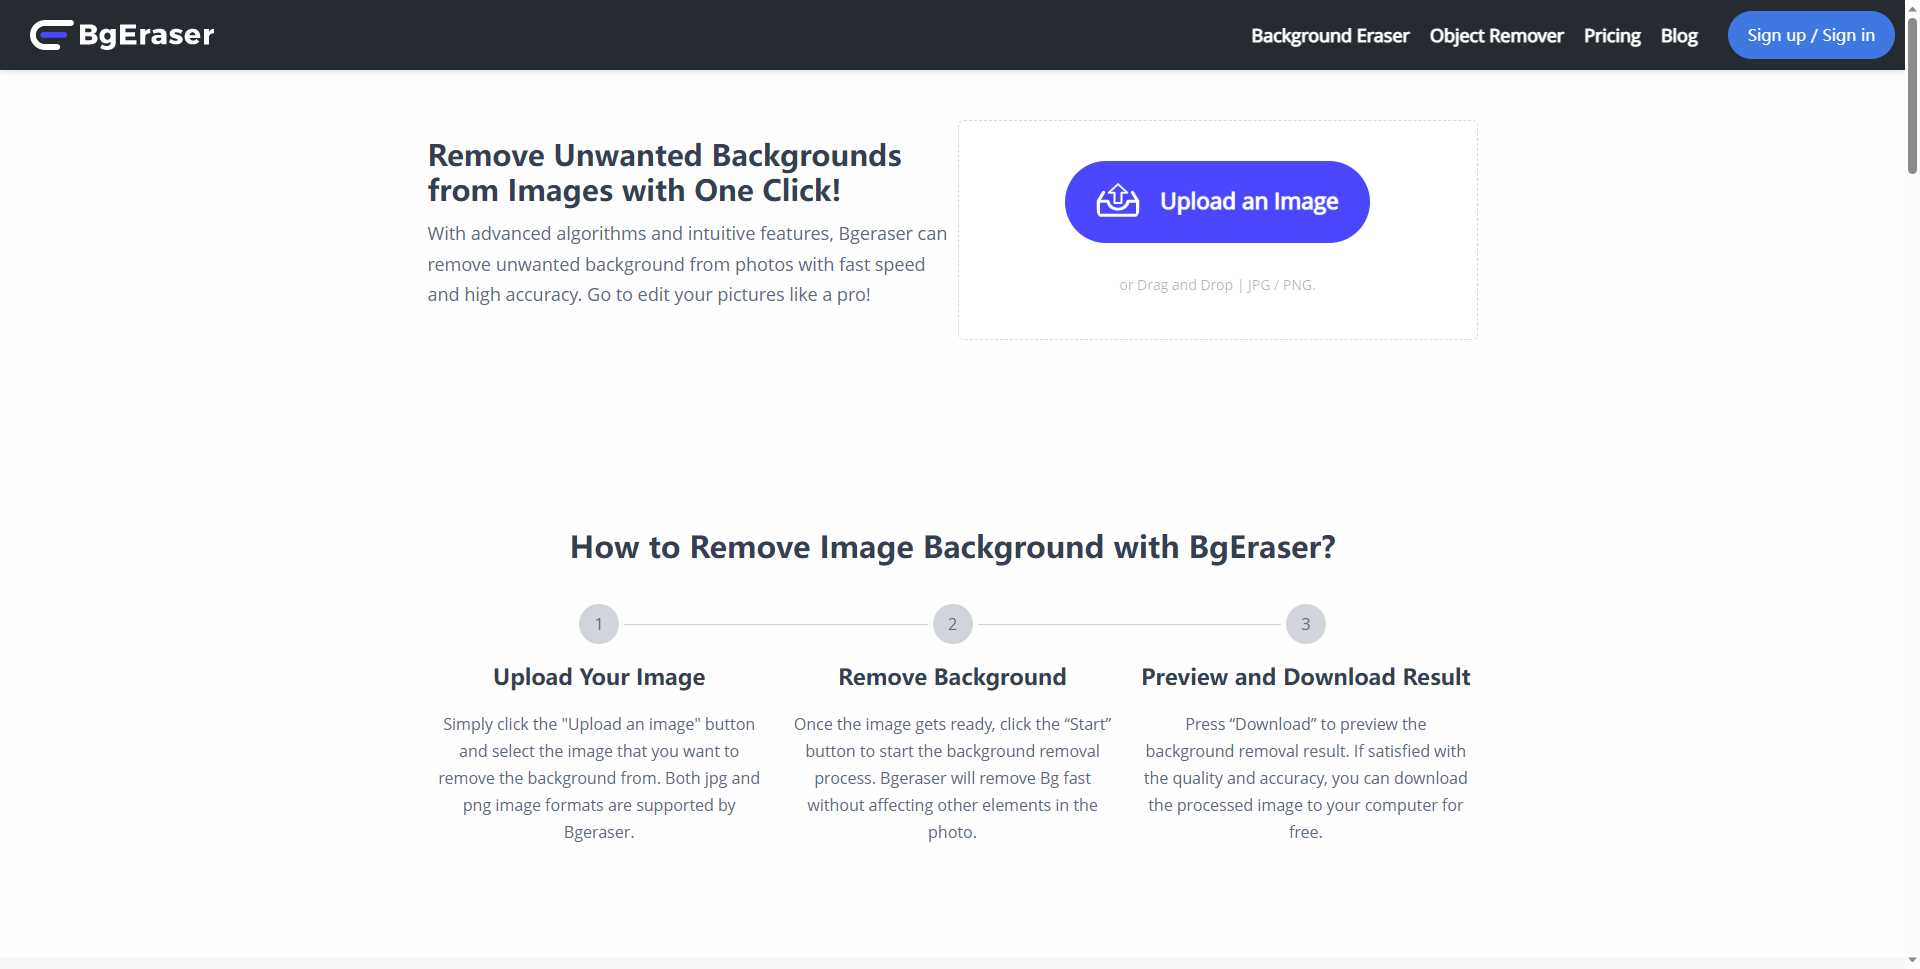 BgEraser
Background Eraser
Object Remover
Pricing
Blog
Sign up / Sign in
Remove Unwanted Backgrounds
from Images with One Click!
With advanced algorithms and intuitive features, Bgeraser can
remove unwanted background from photos with fast speed
and high accuracy. Go to edit your pictures like a pro!
Upload an Image
or Drag and Drop | JPG / PNG.
How to Remove Image Background with BgEraser?
1
2
3
Upload Your Image
Simply click the "Upload an image" button
and select the image that you want to
remove the background from. Both jpg and
png image formats are supported by
Bgeraser.
Remove Background
Once the image gets ready, click the “Start”
button to start the background removal
process. Bgeraser will remove Bg fast
without affecting other elements in the
photo.
Preview and Download Result
Press “Download” to preview the
background removal result. If satisfied with
the quality and accuracy, you can download
the processed image to your computer for
free.